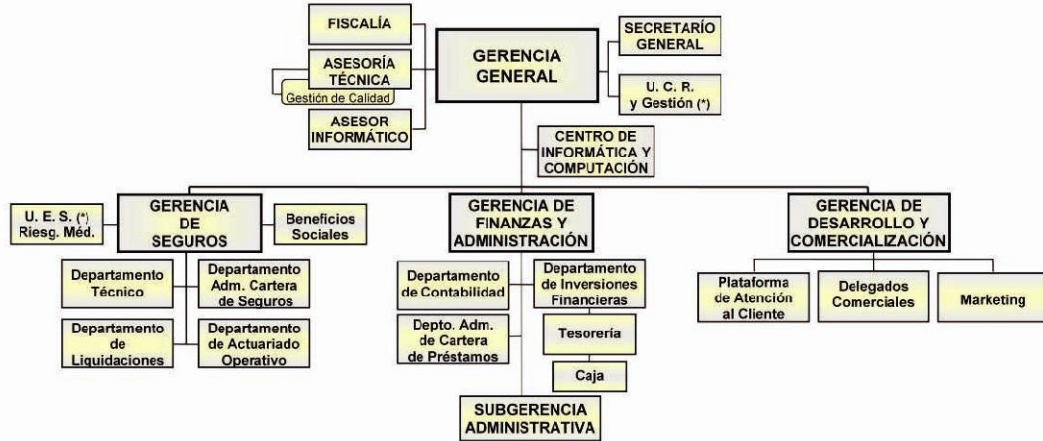 FISCALÍA
ASESORÍA
TÉCNICA
Gestión de Calidad
ASESOR
INFORMÁTICO
GERENCIA
GENERAL
SECRETARÍO
GENERAL
U. C. R.
y Gestión (*)
CENTRO DE
INFORMÁTICA Y
COMPUTACIÓN
U. E. S. (*)
Riesg. Méd.
GERENCIA
DE
SEGUROS
Beneficios
Sociales
Departamento
Técnico
Departamento
Adm. Cartera
de Seguros
Departamento
de
Liquidaciones
Departamento
de Actuariado
Operativo
GERENCIA DE
FINANZAS Y
ADMINISTRACIÓN
Departamento
de Contabilidad
Departamento
de Inversiones
Financieras
Depto. Adm.
de Cartera
de Préstamos
Tesorería
Caja
SUBGERENCIA
ADMINISTRATIVA
GERENCIA DE
DESARROLLO Y
COMERCIALIZACIÓN
Plataforma
de Atención
al Cliente
Delegados
Comerciales
Marketing